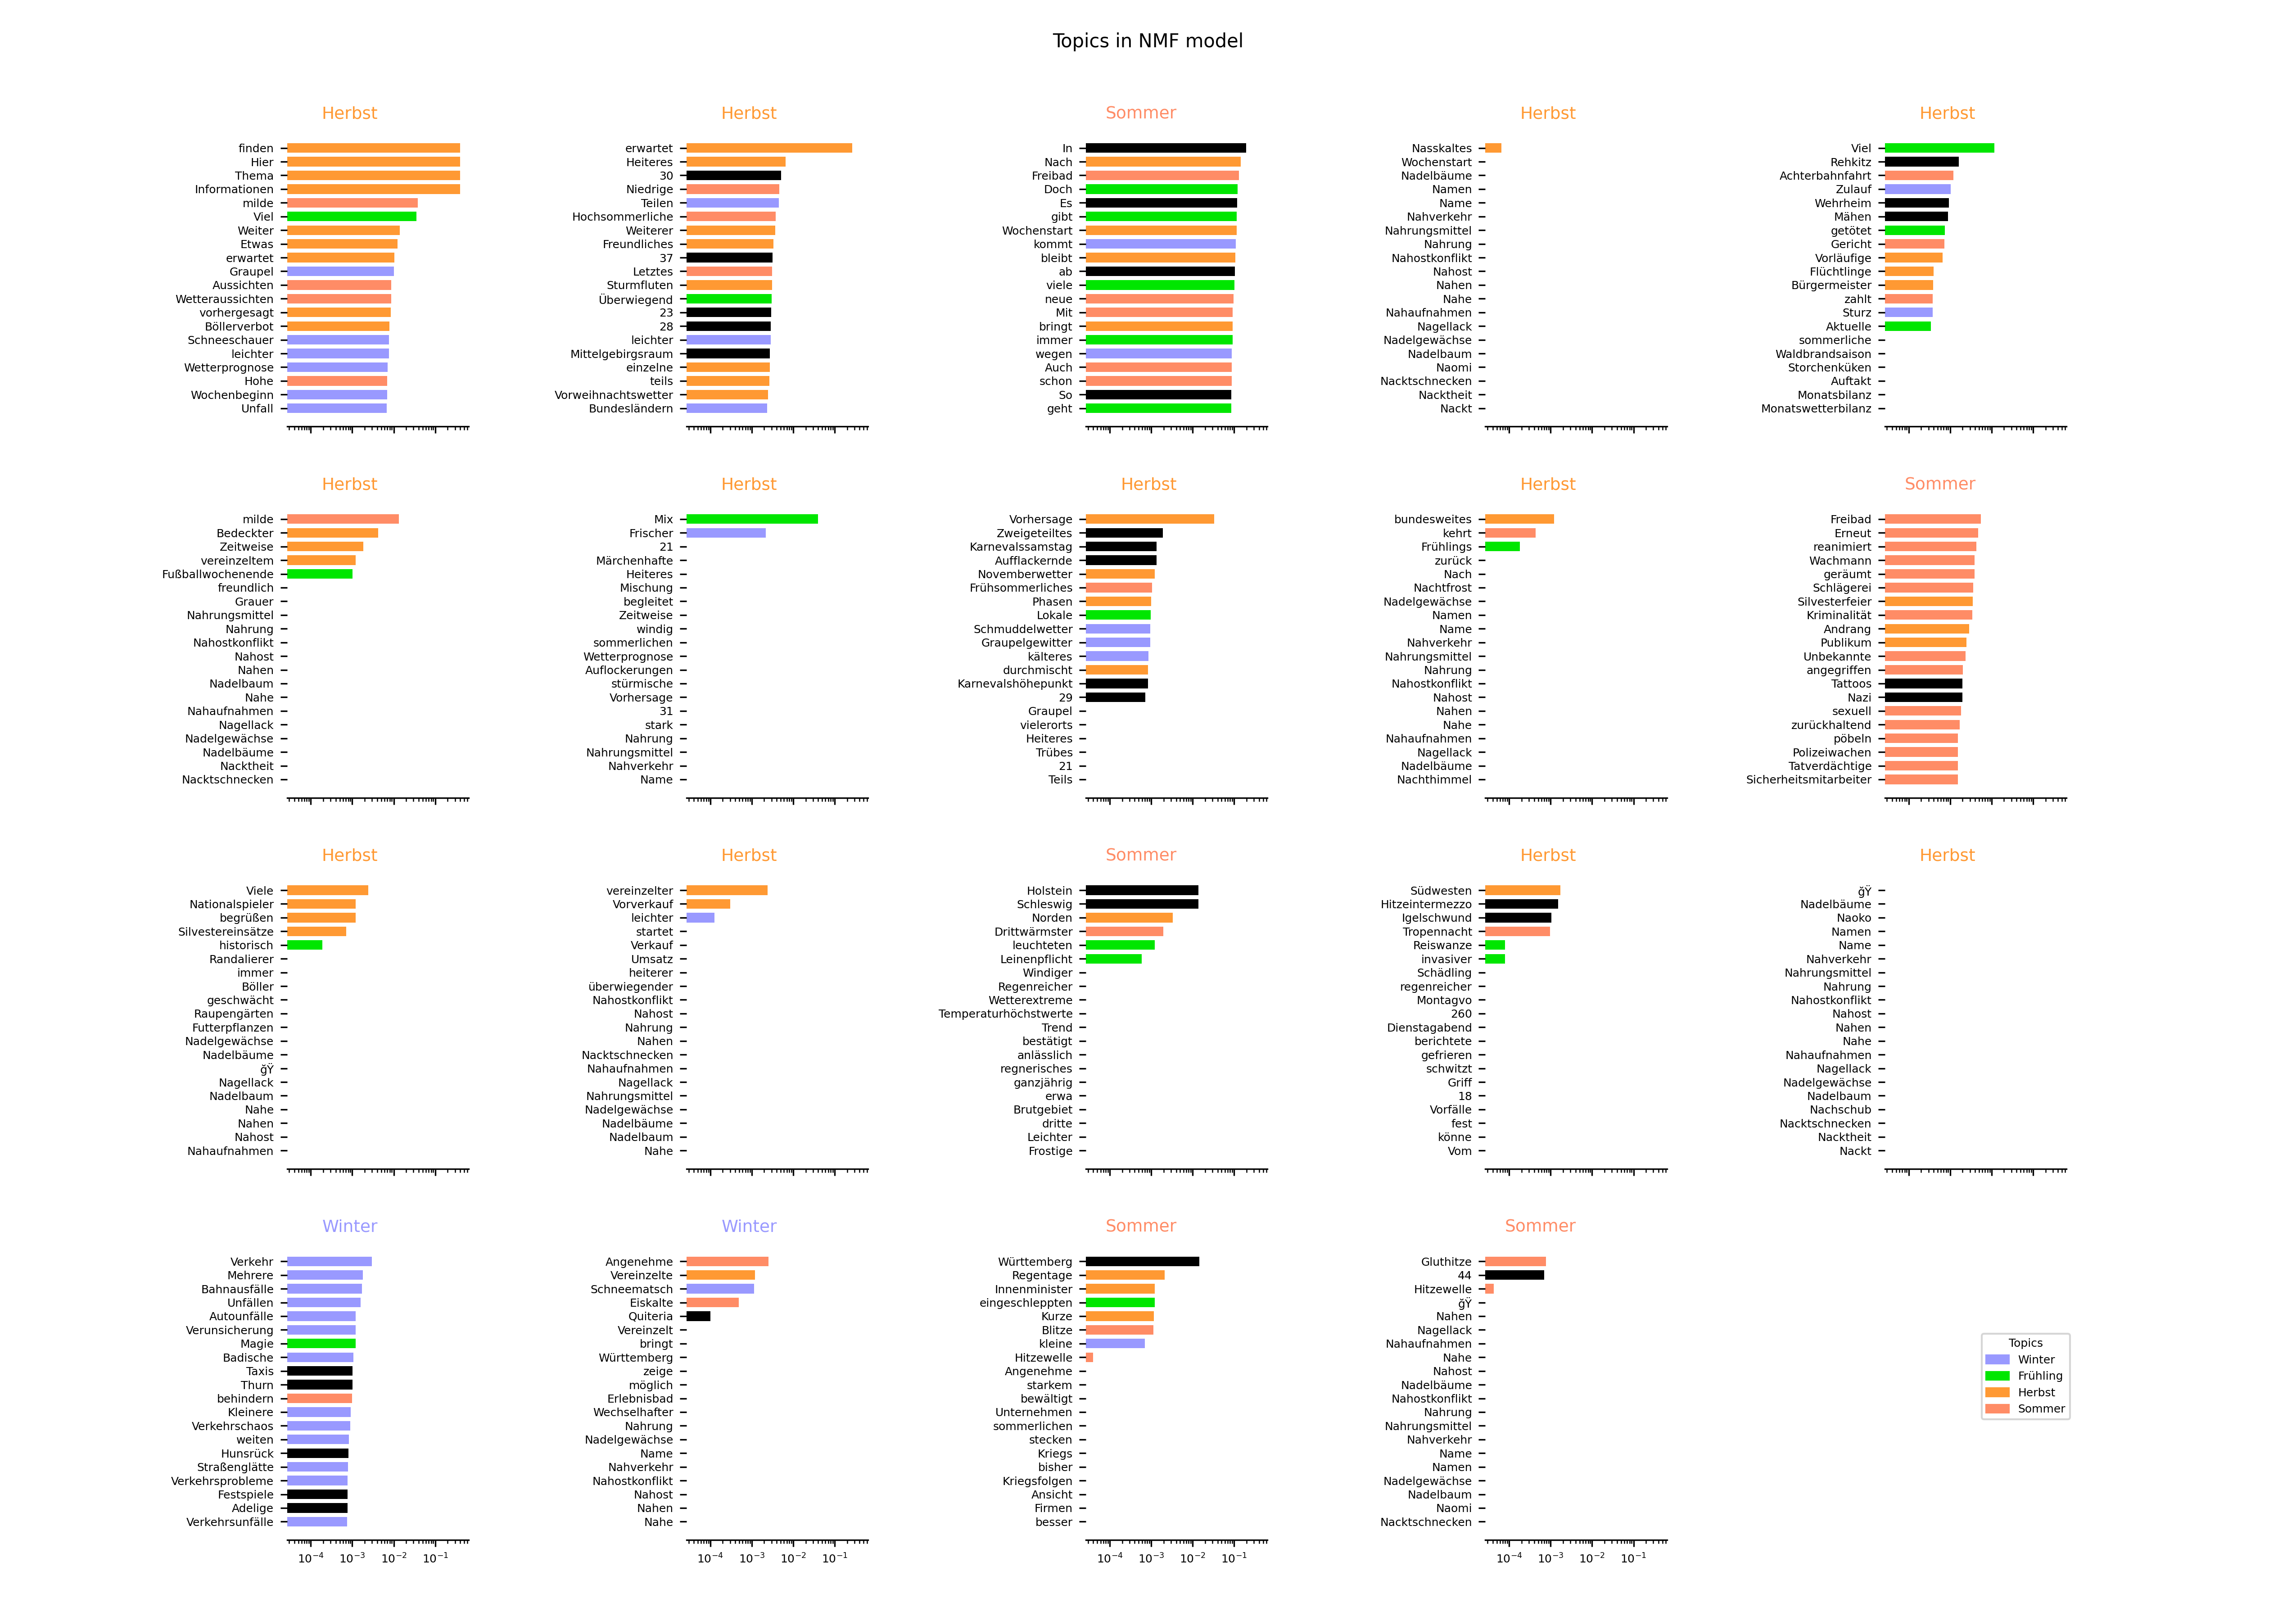 Topics in NMF model
Herbst
finden
Hier
Thema
Informationen
milde
Viel
Weiter
Etwas
erwartet
Graupel
Aussichten
Wetteraussichten
vorhergesagt
Böllerverbot
Schneeschauer
leichter
Wetterprognose
Hohe
Wochenbeginn
Unfall
Herbst
erwartet
Heiteres
30
Niedrige
Teilen
Hochsommerliche
Weiterer
Freundliches
37
Letztes
Sturmfluten
Überwiegend
23
28
leichter
Mittelgebirgsraum
einzelne
teils
Vorweihnachtswetter
Bundesländern
Sommer
In
Nach
Freibad
Doch
Es
gibt
Wochenstart
kommt
bleibt
ab
viele
neue
Mit
bringt
immer
wegen
Auch
schon
So
geht
Herbst
Nasskaltes
Wochenstart
Nadelbäume
Namen
Name
Nahverkehr
Nahrungsmittel
Nahrung
Nahostkonflikt
Nahost
Nahen
Nahe
Nahaufnahmen
Nagellack
Nadelgewächse
Nadelbaum
Naomi
Nacktschnecken
Nacktheit
Nackt
Herbst
Viel
Rehkitz
Achterbahnfahrt
Zulauf
Wehrheim
Mähen
getötet
Gericht
Vorläufige
Flüchtlinge
Bürgermeister
zahlt
Sturz
Aktuelle
sommerliche
Waldbrandsaison
Storchenküken
Auftakt
Monatsbilanz
Monatswetterbilanz
Herbst
milde
Bedeckter
Zeitweise
vereinzeltem
Fußballwochenende
freundlich
Grauer
Nahrungsmittel
Nahrung
Nahostkonflikt
Nahost
Nahen
Nadelbaum
Nahe
Nahaufnahmen
Nagellack
Nadelgewächse
Nadelbäume
Nacktheit
Nacktschnecken
Herbst
Mix
Frischer
21
Märchenhafte
Heiteres
Mischung
begleitet
Zeitweise
windig
sommerlichen
Wetterprognose
Auflockerungen
stürmische
Vorhersage
31
stark
Nahrung
Nahrungsmittel
Nahverkehr
Name
Herbst
Vorhersage
Zweigeteiltes
Karnevalssamstag
Aufflackernde
Novemberwetter
Frühsommerliches
Phasen
Lokale
Schmuddelwetter
Graupelgewitter
kälteres
durchmischt
Karnevalshöhepunkt
29
Graupel
vielerorts
Heiteres
Trübes
21
Teils
Herbst
bundesweites
kehrt
Frühlings
zurück
Nach
Nachtfrost
Nadelgewächse
Namen
Name
Nahverkehr
Nahrungsmittel
Nahrung
Nahostkonflikt
Nahost
Nahen
Nahe
Nahaufnahmen
Nagellack
Nadelbäume
Nachthimmel
Sommer
Freibad
Erneut
reanimiert
Wachmann
geräumt
Schlägerei
Silvesterfeier
Kriminalität
Andrang
Publikum
Unbekannte
angegriffen
Tattoos
Nazi
sexuell
zurückhaltend
pöbeln
Polizeiwachen
Tatverdächtige
Sicherheitsmitarbeiter
Herbst
Viele
Nationalspieler
begrüßen
Silvestereinsätze
historisch
Randalierer
immer
Böller
geschwächt
Raupengärten
Futterpflanzen
Nadelgewächse
Nadelbäume
ğŸ
Nagellack
Nadelbaum
Nahe
Nahen
Nahost
Nahaufnahmen
Herbst
vereinzelter
Vorverkauf
leichter
startet
Verkauf
Umsatz
heiterer
überwiegender
Nahostkonflikt
Nahost
Nahrung
Nahen
Nacktschnecken
Nahaufnahmen
Nagellack
Nahrungsmittel
Nadelgewächse
Nadelbäume
Nadelbaum
Nahe
Sommer
Holstein
Schleswig
Norden
Drittwärmster
leuchteten
Leinenpflicht
Windiger
Regenreicher
Wetterextreme
Temperaturhöchstwerte
Trend
bestätigt
anlässlich
regnerisches
ganzjährig
erwa
Brutgebiet
dritte
Leichter
Frostige
Herbst
Südwesten
Hitzeintermezzo
Igelschwund
Tropennacht
Reiswanze
invasiver
Schädling
regenreicher
Montagvo
260
Dienstagabend
berichtete
gefrieren
schwitzt
Griff
18
Vorfälle
fest
könne
Vom
Herbst
ğŸ
Nadelbäume
Naoko
Namen
Name
Nahverkehr
Nahrungsmittel
Nahrung
Nahostkonflikt
Nahost
Nahen
Nahe
Nahaufnahmen
Nagellack
Nadelgewächse
Nadelbaum
Nachschub
Nacktschnecken
Nacktheit
Nackt
Winter
Verkehr
Mehrere
Bahnausfälle
Unfällen
Autounfälle
Verunsicherung
Magie
Badische
Taxis
Thurn
behindern
Kleinere
Verkehrschaos
weiten
Hunsrück
Straßenglätte
Verkehrsprobleme
Festspiele
Adelige
Verkehrsunfälle
10⁻⁴ 10⁻³ 10⁻² 10⁻¹
Winter
Angenehme
Vereinzelte
Schneematsch
Eiskalte
Quiteria
Vereinzelt
bringt
Württemberg
zeige
möglich
Erlebnisbad
Wechselhafter
Nahrung
Nadelgewächse
Name
Nahverkehr
Nahostkonflikt
Nahost
Nahen
Nahe
10⁻⁴ 10⁻³ 10⁻² 10⁻¹
Sommer
Württemberg
Regentage
Innenminister
eingeschleppten
Kurze
Blitze
kleine
Hitzewelle
Angenehme
starkem
bewältigt
Unternehmen
sommerlichen
stecken
Kriegs
bisher
Kriegsfolgen
Ansicht
Firmen
besser
10⁻⁴ 10⁻³ 10⁻² 10⁻¹
Sommer
Gluthitze
44
Hitzewelle
ğŸ
Nahen
Nagellack
Nahaufnahmen
Nahe
Nahost
Nadelbäume
Nahostkonflikt
Nahrung
Nahrungsmittel
Nahverkehr
Name
Namen
Nadelgewächse
Nadelbaum
Naomi
Nacktschnecken
10⁻⁴ 10⁻³ 10⁻² 10⁻¹
Topics
Winter
Frühling
Herbst
Sommer